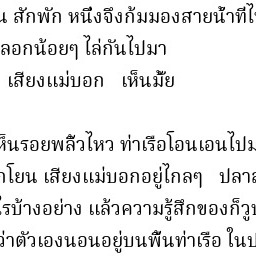 สักพัก หนึ่งจึงก้มมองสายน้ำที่
ลอกน้อยๆ ไล่กันไปมา
เสียงแม่บอก เห็นมั้ย
ห็นรอยพลิ้วไหว ท่าเรือโอนเอนไปม
โยน เสียงแม่บอกอยู่ไกลๆ ปลาส
รบ้างอย่าง แล้วความรู้สึกของก็วูบ
ว่าตัวเองนอนอยู่บนพื้นท่าเรือ ในป